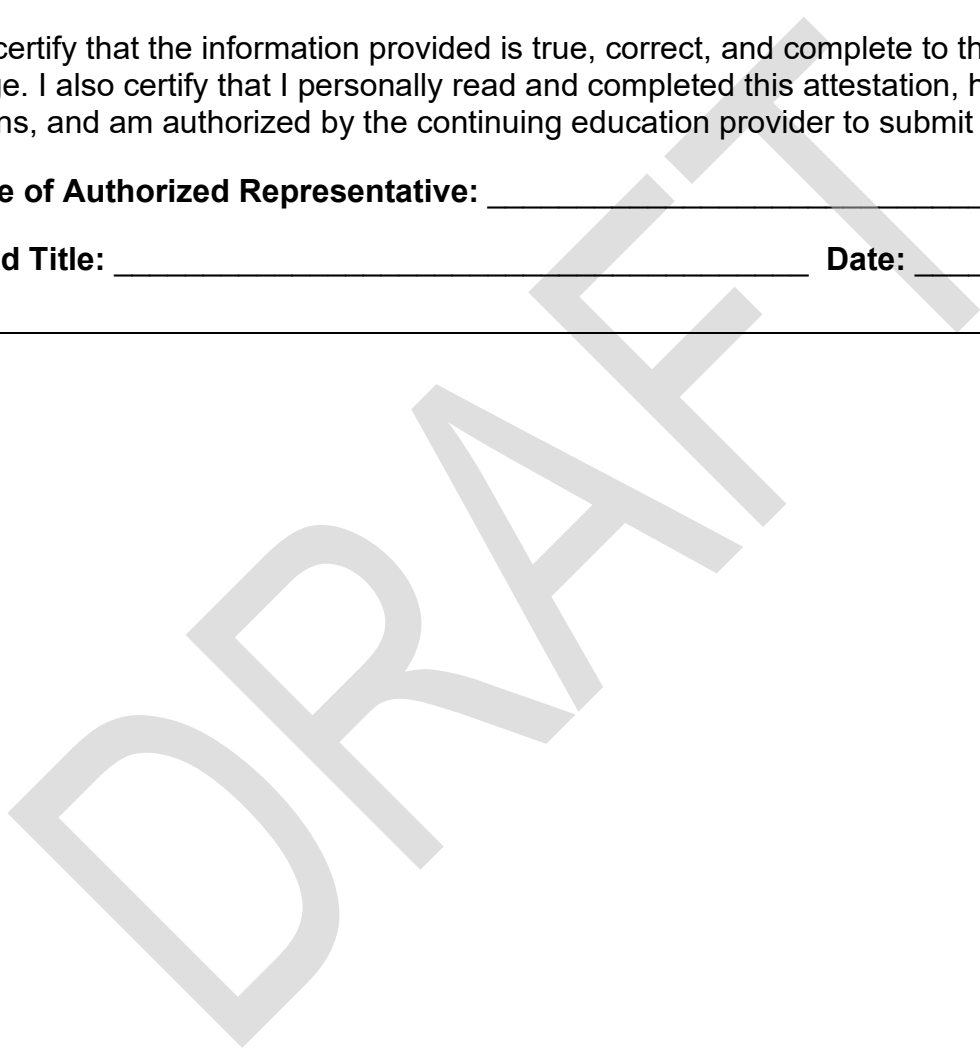 certify that the information provided is true, correct, and complete to th
e. I also certify that I personally read and completed this attestation, h
ns, and am authorized by the continuing education provider to submit
e of Authorized Representative: ____________________________
d Title: _______________________________________ Date: ____
DRAFT